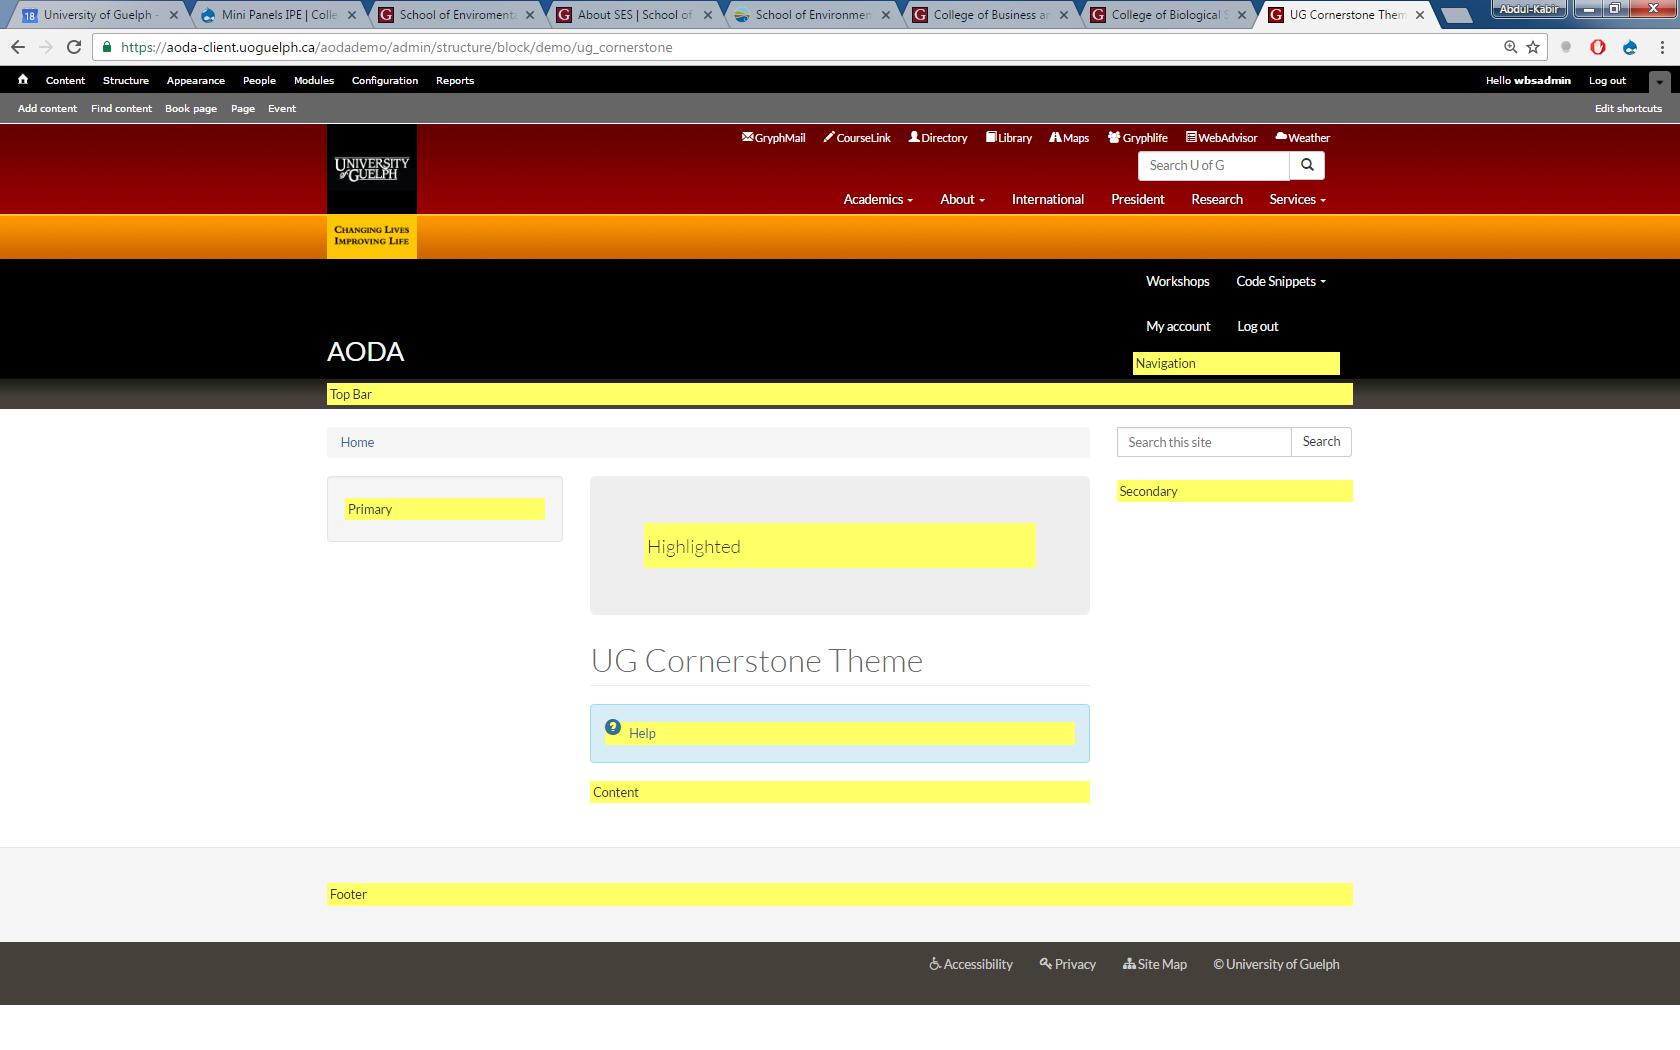 18 University of Guelph - Mini Panels IPE | Colle School of Enviromenta About SES | School of School of Environmen College of Business an College of Biological S UG Cornerstone Them Abdul-Kabir
https://aoda-client.uoguelph.ca/aodademo/admin/structure/block/demo/ug_cornerstone
Content Structure Appearance People Modules Configuration Reports Hello wbsadmin Log out
Add content Find content Book page Page Event Edit shortcuts
GryphMail CourseLink Directory Library Maps Gryphlife WebAdvisor Weather
UNIVERSITY
of GUELPH
Search U of G
Academics About International President Research Services
CHANGING LIVES
IMPROVING LIFE
Workshops Code Snippets
My account Log out
AODA
Navigation
Top Bar
Home
Search this site Search
Primary
Secondary
Highlighted
UG Cornerstone Theme
Help
Content
Footer
Accessibility Privacy Site Map © University of Guelph